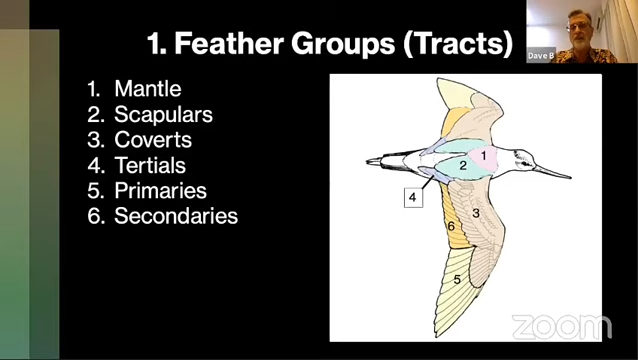 1. Feather Groups (Tracts)
Dave B
1. Mantle
2. Scapulars
3. Coverts
4. Tertials
5. Primaries
6. Secondaries
1
2
4
3
6
5
zoom